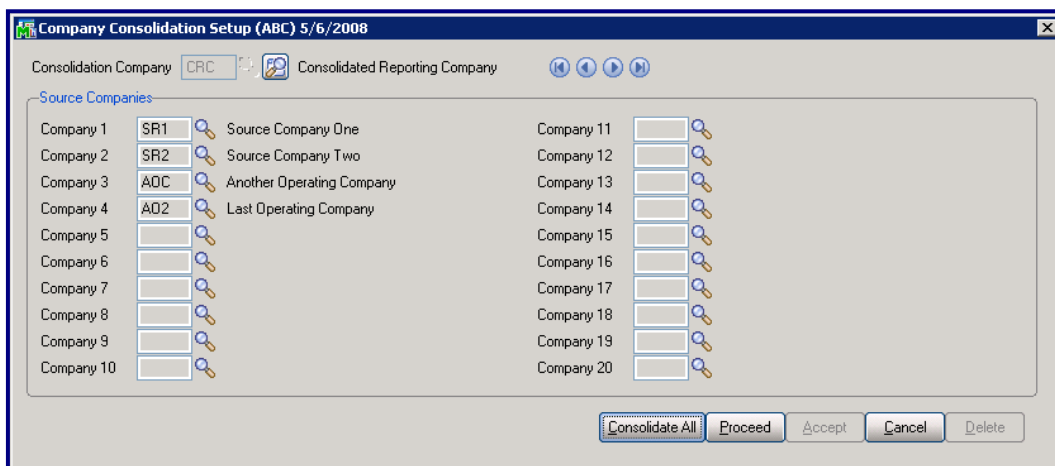 Company Consolidation Setup (ABC) 5/6/2008
Consolidation Company CRC Consolidated Reporting Company
Source Companies
Company 1 SR1 Source Company One
Company 2 SR2 Source Company Two
Company 3 AOC Another Operating Company
Company 4 AO2 Last Operating Company
Company 5
Company 6
Company 7
Company 8
Company 9
Company 10
Company 11
Company 12
Company 13
Company 14
Company 15
Company 16
Company 17
Company 18
Company 19
Company 20
Consolidate All Proceed Accept Cancel Delete